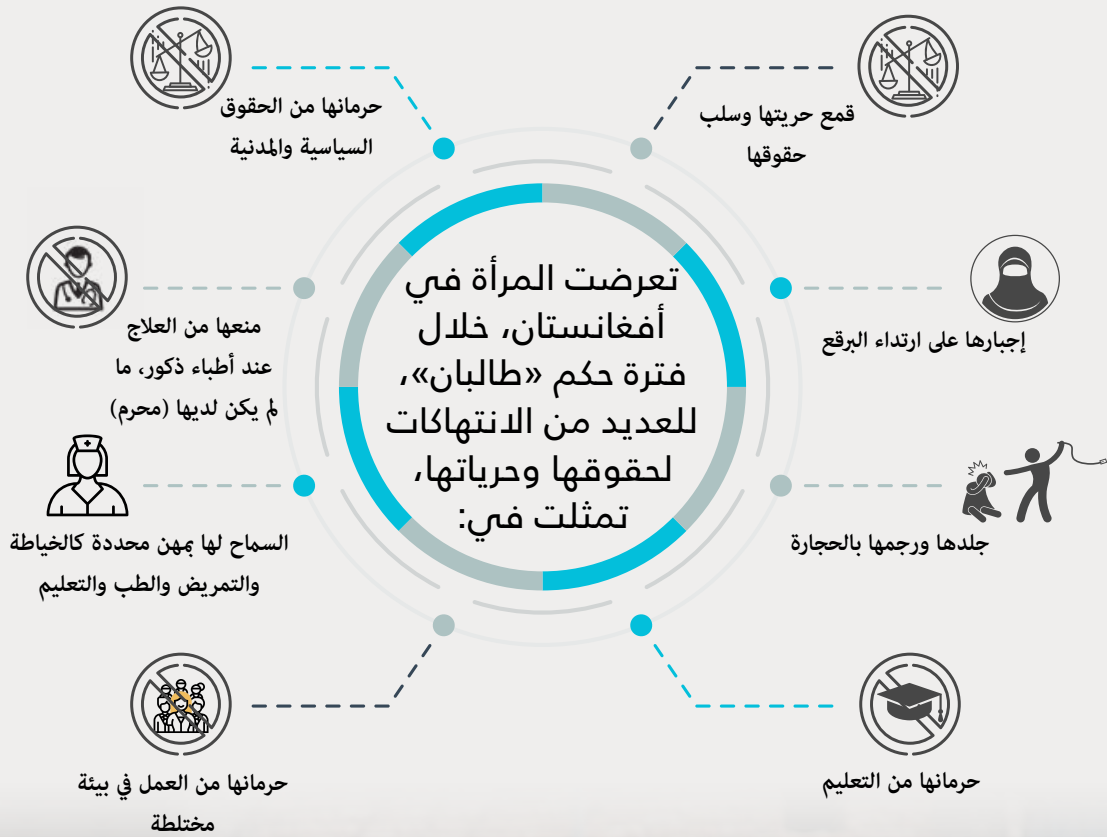 تعرضت المرأة في
أفغانستان، خلال
فترة حكم «طالبان»،
للعديد من الانتهاكات
لحقوقها وحرياتها،
تمثلت في:
قمع حريتها وسلب
حقوقها
إجبارها على ارتداء البرقع
جلدها ورجمها بالحجارة
حرمانها من التعليم
حرمانها من الحقوق
السياسية والمدنية
منعها من العلاج
عند أطباء ذكور، ما
لم يكن لديها (محرم)
السماح لها بمهن محددة كالخياطة
والتمريض والطب والتعليم
حرمانها من العمل في بيئة
مختلطة